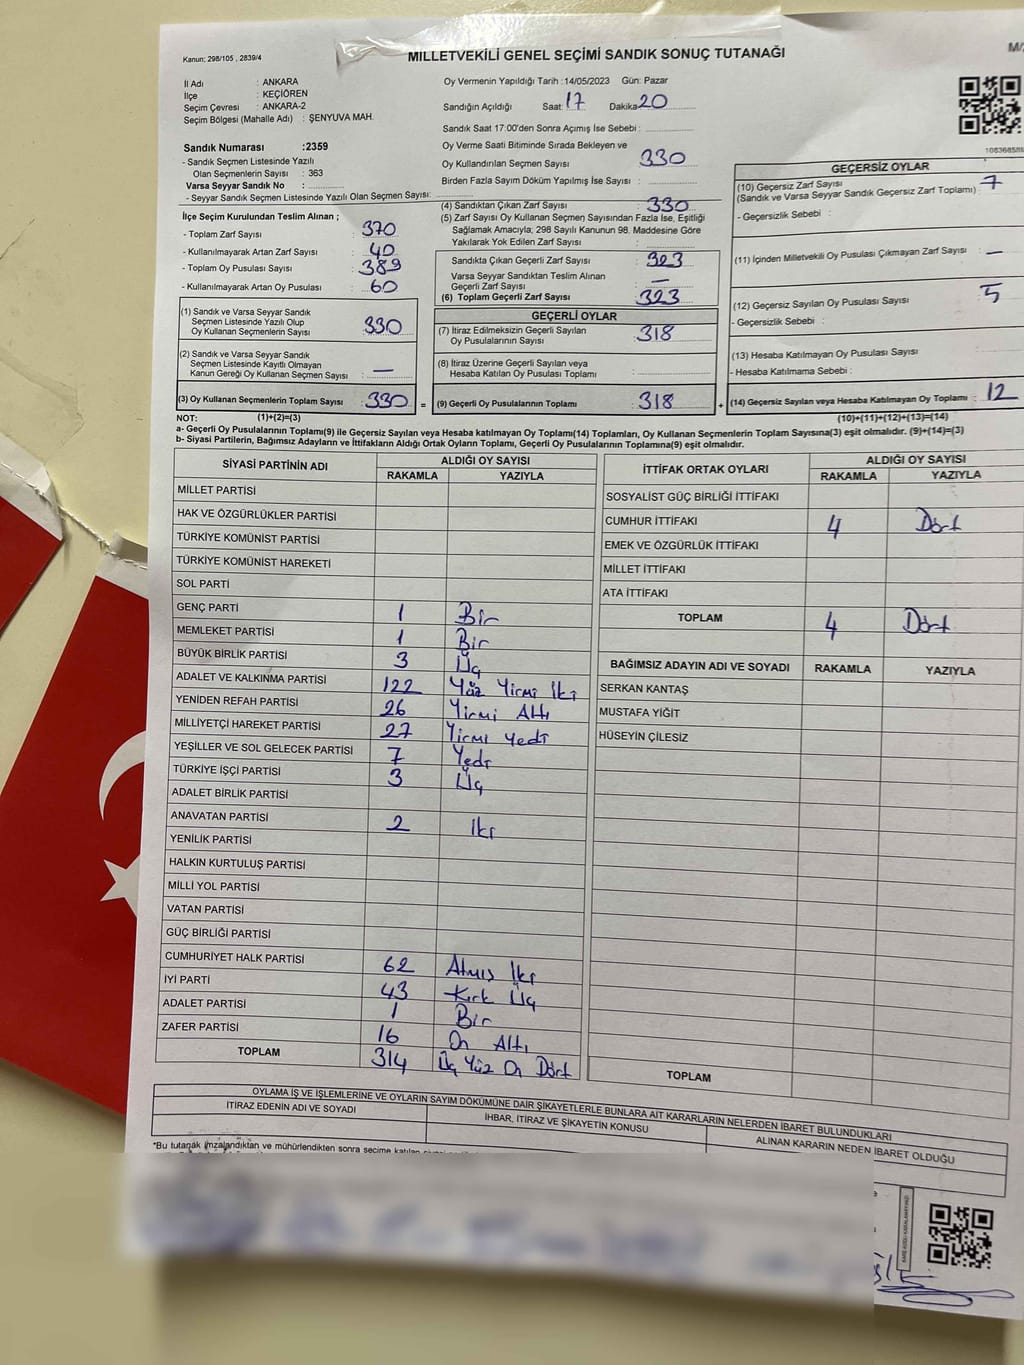 Kanun: 298/105 , 2839/4
MİLLETVEKİLİ GENEL SEÇİMİ SANDIK SONUÇ TUTANAĞI
İl Adı : ANKARA
İlçe : KEÇİÖREN
Seçim Çevresi : ANKARA-2
Seçim Bölgesi (Mahalle Adı) : ŞENYUVA MAH.
Sandık Numarası :2359
- Sandık Seçmen Listesinde Yazılı
Olan Seçmenlerin Sayısı : 363
Varsa Seyyar Sandık No :
- Seyyar Sandık Seçmen Listesinde Yazılı Olan Seçmen Sayısı:
Oy Vermenin Yapıldığı Tarih :14/05/2023 Gün: Pazar
Sandığın Açıldığı Saat 17 Dakika 20
Sandık Saat 17:00'den Sonra Açımış İse Sebebi :
Oy Verme Saati Bitiminde Sırada Bekleyen ve
Oy Kullandırılan Seçmen Sayısı 330
Birden Fazla Sayım Döküm Yapılmış İse Sayısı :
İlçe Seçim Kurulundan Teslim Alınan ;
- Toplam Zarf Sayısı : 370
- Kullanılmayarak Artan Zarf Sayısı : 40
- Toplam Oy Pusulası Sayısı : 389
- Kullanılmayarak Artan Oy Pusulası : 60
(1) Sandık ve Varsa Seyyar Sandık
Seçmen Listesinde Yazılı Olup
Oy Kullanan Seçmenlerin Sayısı : 330
(2) Sandık ve Varsa Seyyar Sandık
Seçmen Listesinde Kayıtlı Olmayan
Kanun Gereği Oy Kullanan Seçmen Sayısı : —
(3) Oy Kullanan Seçmenlerin Toplam Sayısı : 330 =
(4) Sandıktan Çıkan Zarf Sayısı : 330
(5) Zarf Sayısı Oy Kullanan Seçmen Sayısından Fazla İse, Eşitliği
Sağlamak Amacıyla; 298 Sayılı Kanunun 98. Maddesine Göre
Yakılarak Yok Edilen Zarf Sayısı :
Sandıkta Çıkan Geçerli Zarf Sayısı : 323
Varsa Seyyar Sandıktan Teslim Alınan
Geçerli Zarf Sayısı : —
(6) Toplam Geçerli Zarf Sayısı : 323
GEÇERLİ OYLAR
(7) İtiraz Edilmeksizin Geçerli Sayılan
Oy Pusulalarının Sayısı : 318
(8) İtiraz Üzerine Geçerli Sayılan veya
Hesaba Katılan Oy Pusulası Toplamı :
(9) Geçerli Oy Pusulalarının Toplamı : 318 +
M/
1083685/8
GEÇERSİZ OYLAR
(10) Geçersiz Zarf Sayısı : 7
(Sandık ve Varsa Seyyar Sandık Geçersiz Zarf Toplamı)
- Geçersizlik Sebebi :
(11) İçinden Milletvekili Oy Pusulası Çıkmayan Zarf Sayısı : —
(12) Geçersiz Sayılan Oy Pusulası Sayısı : 5
- Geçersizlik Sebebi :
(13) Hesaba Katılmayan Oy Pusulası Sayısı :
- Hesaba Katılmama Sebebi :
(14) Geçersiz Sayılan veya Hesaba Katılmayan Oy Toplamı : 12
NOT: (1)+(2)=(3) (10)+(11)+(12)+(13)=(14)
a- Geçerli Oy Pusulalarının Toplamı(9) ile Geçersiz Sayılan veya Hesaba katılmayan Oy Toplamı(14) Toplamları, Oy Kullanan Seçmenlerin Toplam Sayısına(3) eşit olmalıdır. (9)+(14)=(3)
b- Siyasi Partilerin, Bağımsız Adayların ve İttifakların Aldığı Ortak Oyların Toplamı, Geçerli Oy Pusulalarının Toplamına(9) eşit olmalıdır.
SİYASİ PARTİNİN ADI ALDIĞI OY SAYISI
RAKAMLA YAZIYLA
MİLLET PARTİSİ
HAK VE ÖZGÜRLÜKLER PARTİSİ
TÜRKİYE KOMÜNİST PARTİSİ
TÜRKİYE KOMÜNİST HAREKETİ
SOL PARTİ
GENÇ PARTİ 1 Bir
MEMLEKET PARTİSİ 1 Bir
BÜYÜK BİRLİK PARTİSİ 3 Üç
ADALET VE KALKINMA PARTİSİ 122 Yüz Yirmi İki
YENİDEN REFAH PARTİSİ 26 Yirmi Altı
MİLLİYETÇİ HAREKET PARTİSİ 27 Yirmi Yedi
YEŞİLLER VE SOL GELECEK PARTİSİ 7 Yedi
TÜRKİYE İŞÇİ PARTİSİ 3 Üç
ADALET BİRLİK PARTİSİ
ANAVATAN PARTİSİ 2 İki
YENİLİK PARTİSİ
HALKIN KURTULUŞ PARTİSİ
MİLLİ YOL PARTİSİ
VATAN PARTİSİ
GÜÇ BİRLİĞİ PARTİSİ
CUMHURİYET HALK PARTİSİ 62 Atmış İki
İYİ PARTİ 43 Kırk Üç
ADALET PARTİSİ 1 Bir
ZAFER PARTİSİ 16 On Altı
TOPLAM 314 Üç Yüz On Dört
İTTİFAK ORTAK OYLARI ALDIĞI OY SAYISI
RAKAMLA YAZIYLA
SOSYALİST GÜÇ BİRLİĞİ İTTİFAKI
CUMHUR İTTİFAKI 4 Dört
EMEK VE ÖZGÜRLÜK İTTİFAKI
MİLLET İTTİFAKI
ATA İTTİFAKI
TOPLAM 4 Dört
BAĞIMSIZ ADAYIN ADI VE SOYADI RAKAMLA YAZIYLA
SERKAN KANTAŞ
MUSTAFA YİĞİT
HÜSEYİN ÇİLESİZ
TOPLAM
OYLAMA İŞ VE İŞLEMLERİNE VE OYLARIN SAYIM DÖKÜMÜNE DAİR ŞİKAYETLERLE BUNLARA AİT KARARLARIN NELERDEN İBARET BULUNDUKLARI
İTİRAZ EDENİN ADI VE SOYADI İHBAR, İTİRAZ VE ŞİKAYETİN KONUSU ALINAN KARARIN NEDEN İBARET OLDUĞU
*Bu tutanak imzalandıktan ve mühürlendikten sonra seçime katılan